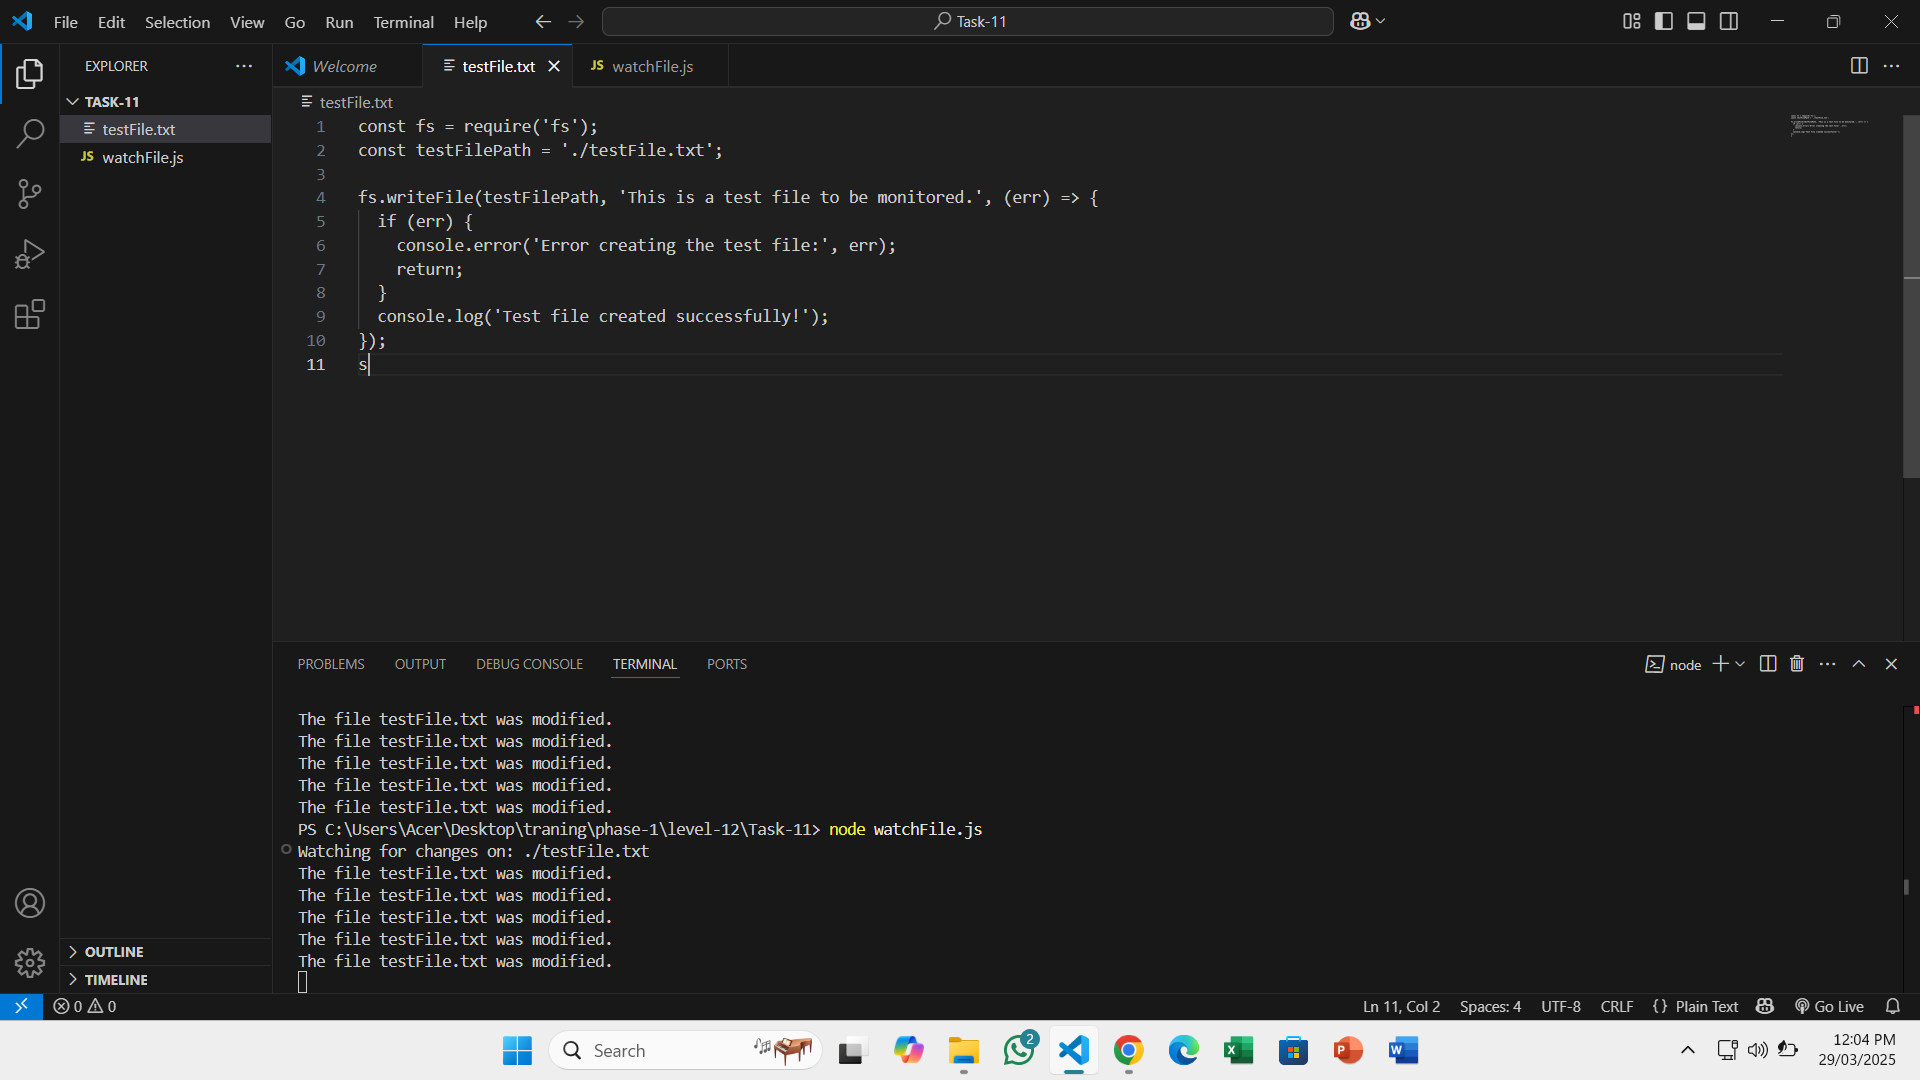 File Edit Selection View Go Run Terminal Help
Task-11
EXPLORER
Welcome
testFile.txt
JS watchFile.js
TASK-11
testFile.txt
JS watchFile.js
testFile.txt
1 const fs = require('fs');
2 const testFilePath = './testFile.txt';
3
4 fs.writeFile(testFilePath, 'This is a test file to be monitored.', (err) => {
5 if (err) {
6 console.error('Error creating the test file:', err);
7 return;
8 }
9 console.log('Test file created successfully!');
10 });
11 s
PROBLEMS OUTPUT DEBUG CONSOLE TERMINAL PORTS
node
The file testFile.txt was modified.
The file testFile.txt was modified.
The file testFile.txt was modified.
The file testFile.txt was modified.
The file testFile.txt was modified.
PS C:\Users\Acer\Desktop\traning\phase-1\level-12\Task-11> node watchFile.js
Watching for changes on: ./testFile.txt
The file testFile.txt was modified.
The file testFile.txt was modified.
The file testFile.txt was modified.
The file testFile.txt was modified.
The file testFile.txt was modified.
OUTLINE
TIMELINE
0 0
Ln 11, Col 2 Spaces: 4 UTF-8 CRLF {} Plain Text Go Live
Search
2
12:04 PM
29/03/2025